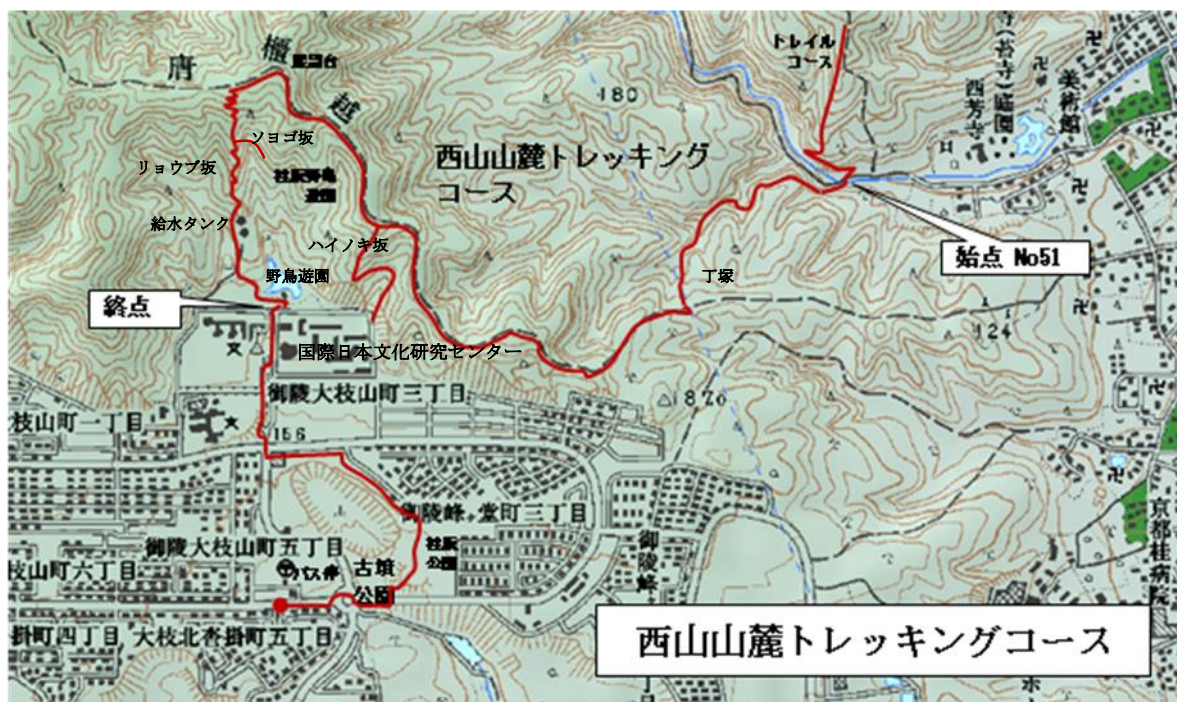 唐
櫃
越
トレイル
コース
180
西芳寺
寺(苔寺)庭園
美術館
ソヨゴ坂
リョウブ坂
西山山麓トレッキング
コース
給水タンク
ハイノキ坂
野鳥遊園
始点 No51
丁塚
終点
124
国際日本文化研究センター
御陵大枝山町三丁目
枝山町一丁目
156
御陵峰ヶ堂町三丁目
御陵大枝山町五丁目
枝山町六丁目
バス停
古墳
公園
公園
御陵峰
京都桂病院
掛町四丁目
大枝北沓掛町五丁目
西山山麓トレッキングコース